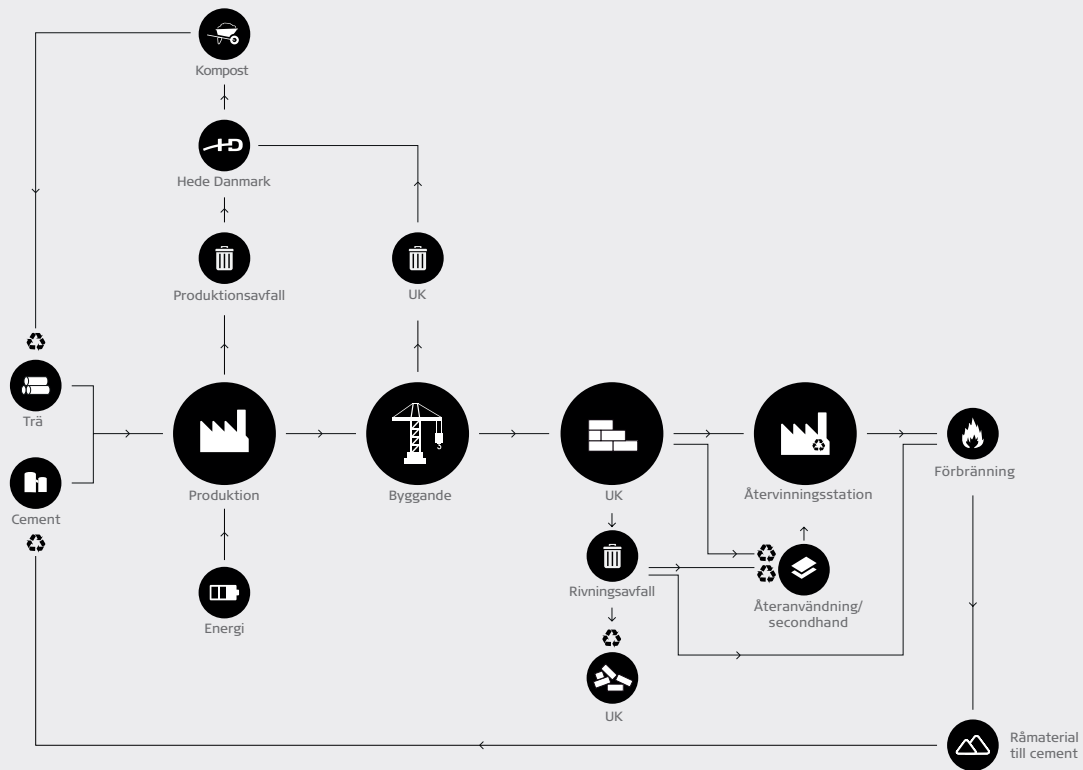 Kompost
HD
Hede Danmark
Produktionsavfall
UK
Trä
Cement
Produktion
Byggande
UK
Återvinningsstation
Förbränning
Energi
Rivningsavfall
Återanvändning/
secondhand
UK
Råmaterial
till cement